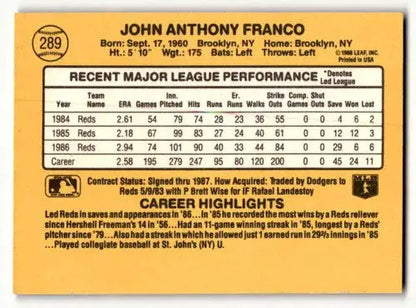 289
JOHN ANTHONY FRANCO
Born: Sept. 17, 1960 Brooklyn, NY Home: Brooklyn, NY
Ht.: 5'10" Wgt.: 175 Bats: Left Throws: Left
© 1986 LEAF, INC.
Printed in USA
RECENT MAJOR LEAGUE PERFORMANCE *Denotes Led League
Year Team Name ERA Games Inn. Pitched Hits Runs Er. Runs Walks Strike Outs Comp. Games Shut Outs Save Won Lost
1984 Reds 2.61 54 79 74 28 23 36 55 0 0 4 6 2
1985 Reds 2.18 67 99 83 27 24 40 61 0 0 12 12 3
1986 Reds 2.94 58 101 90 40 33 44 84 0 0 29 6 6
Career 2.58 195 279 247 95 80 120 200 0 0 45 24 11
Contract Status: Signed thru 1987. How Acquired: Traded by Dodgers to
Reds 5/9/83 with P Brett Wise for IF Rafael Landestoy
CAREER HIGHLIGHTS
Led Reds in saves and appearances in '86...In '85 he recorded the most wins by a Reds reliever
since Hershell Freeman's 14 in '56...Had an 11-game winning streak in '85, longest by a Reds'
pitcher since '79...Also had a streak in which he allowed just 1 earned run in 29⅔ innings in '85
...Played collegiate baseball at St. John's (NY) U.